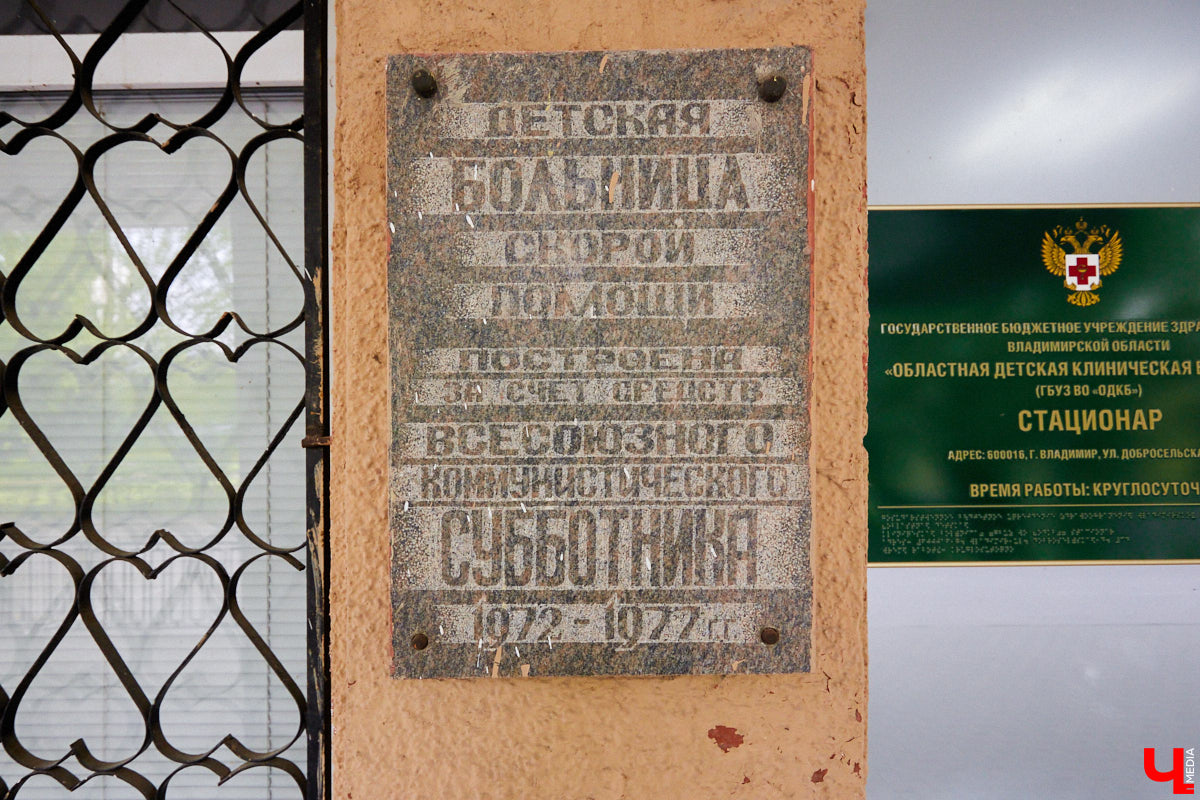 ДЕТСКАЯ
БОЛЬНИЦА
СКОРОЙ
ПОМОЩИ
ПОСТРОЕНА
ЗА СЧЕТ СРЕДСТВ
ВСЕСОЮЗНОГО
КОММУНИСТИЧЕСКОГО
СУББОТНИКА
1972 - 1977 гг.
ГОСУДАРСТВЕННОЕ БЮДЖЕТНОЕ УЧРЕЖДЕНИЕ ЗДРА
ВЛАДИМИРСКОЙ ОБЛАСТИ
«ОБЛАСТНАЯ ДЕТСКАЯ КЛИНИЧЕСКАЯ
(ГБУЗ ВО «ОДКБ»)
СТАЦИОНАР
АДРЕС: 600016, Г. ВЛАДИМИР, УЛ. ДОБРОСЕЛЬСКА
ВРЕМЯ РАБОТЫ: КРУГЛОСУТОЧ
Ч MEDIA